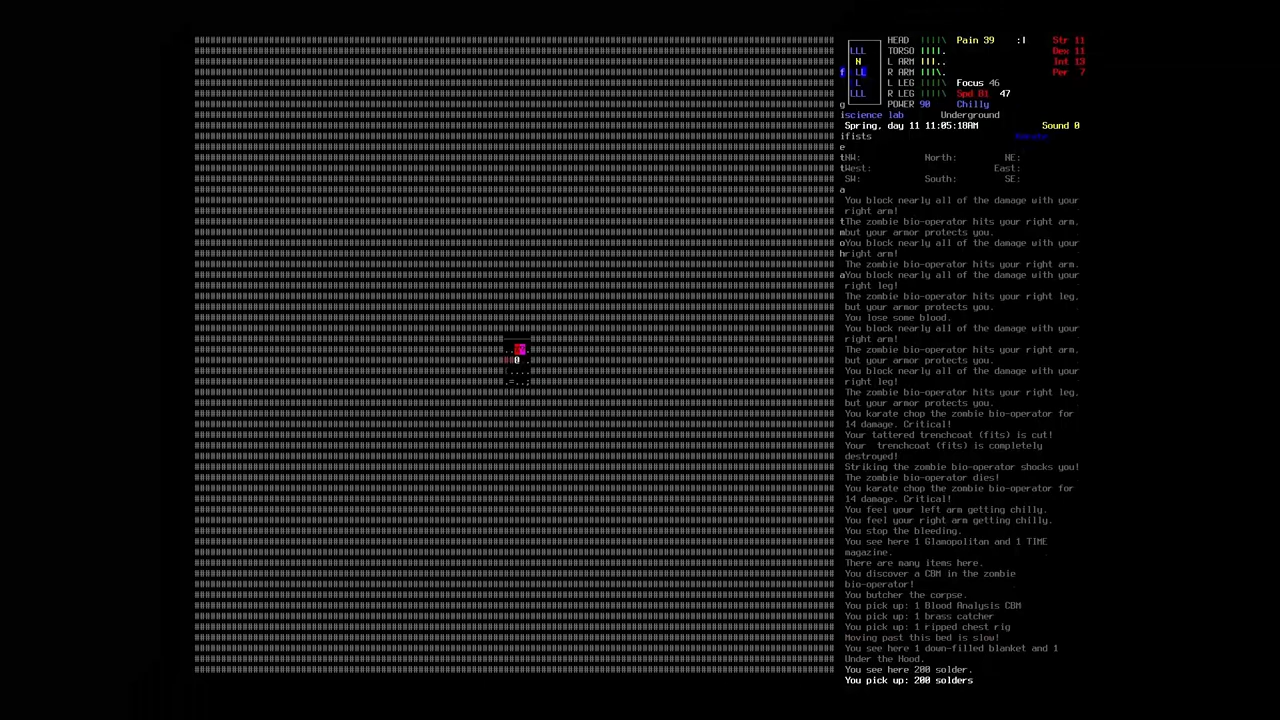 HEAD ||||\ Pain 39 :| Str 11
LLL TORSO ||||. Dex 11
N L ARM |||.. Int 13
f LL R ARM |||\. Per 7
L L LEG ||||\ Focus 46
LLL R LEG ||||\ Spd 81 47
g POWER 90 Chilly
iscience lab Underground
Spring, day 11 11:05:18AM Sound 0
ifists
e
tNW: North: NE:
tWest: East:
SW: South: SE:
a
You block nearly all of the damage with your
right arm!
tThe zombie bio-operator hits your right arm,
mbut your armor protects you.
oYou block nearly all of the damage with your
hright arm!
The zombie bio-operator hits your right arm.
aYou block nearly all of the damage with your
right leg!
The zombie bio-operator hits your right leg,
but your armor protects you.
You lose some blood.
You block nearly all of the damage with your
right arm!
The zombie bio-operator hits your right arm,
but your armor protects you.
You block nearly all of the damage with your
right leg!
The zombie bio-operator hits your right leg,
but your armor protects you.
You karate chop the zombie bio-operator for
14 damage. Critical!
Your tattered trenchcoat (fits) is cut!
Your  trenchcoat (fits) is completely
destroyed!
Striking the zombie bio-operator shocks you!
The zombie bio-operator dies!
You karate chop the zombie bio-operator for
14 damage. Critical!
You feel your left arm getting chilly.
You feel your right arm getting chilly.
You stop the bleeding.
You see here 1 Glamopolitan and 1 TIME
magazine.
There are many items here.
You discover a CBM in the zombie
bio-operator!
You butcher the corpse.
You pick up: 1 Blood Analysis CBM
You pick up: 1 brass catcher
You pick up: 1 ripped chest rig
Moving past this bed is slow!
You see here 1 down-filled blanket and 1
Under the Hood.
You see here 200 solder.
You pick up: 200 solders